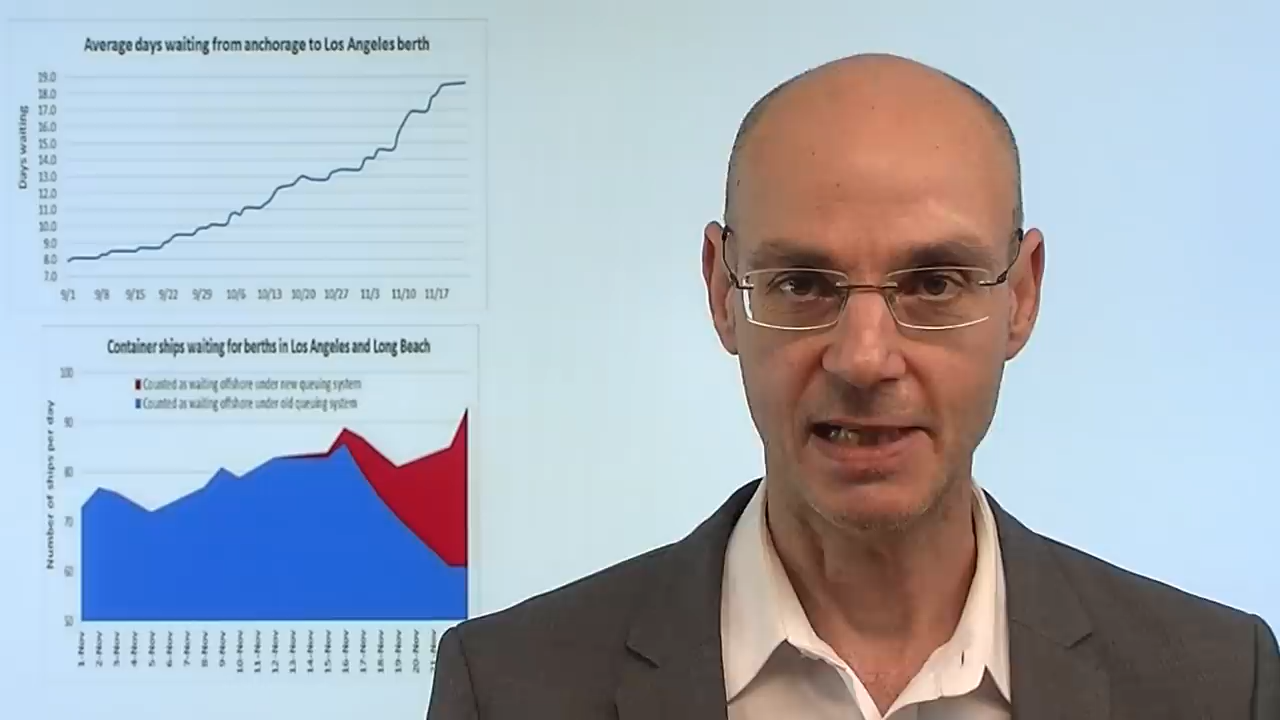 Average days waiting from anchorage to Los Angeles berth
Days waiting
19.0
18.0
17.0
16.0
15.0
14.0
13.0
12.0
11.0
10.0
9.0
8.0
7.0
9/1 9/8 9/15 9/22 9/29 10/6 10/13 10/20 10/27 11/3 11/10 11/17
Container ships waiting for berths in Los Angeles and Long Beach
Counted as waiting offshore under new queuing system
Counted as waiting offshore under old queuing system
Number of ships per day
100
90
80
70
60
50
1-Nov 2-Nov 3-Nov 4-Nov 5-Nov 6-Nov 7-Nov 8-Nov 9-Nov 10-Nov 11-Nov 12-Nov 13-Nov 14-Nov 15-Nov 16-Nov 17-Nov 18-Nov 19-Nov 20-Nov